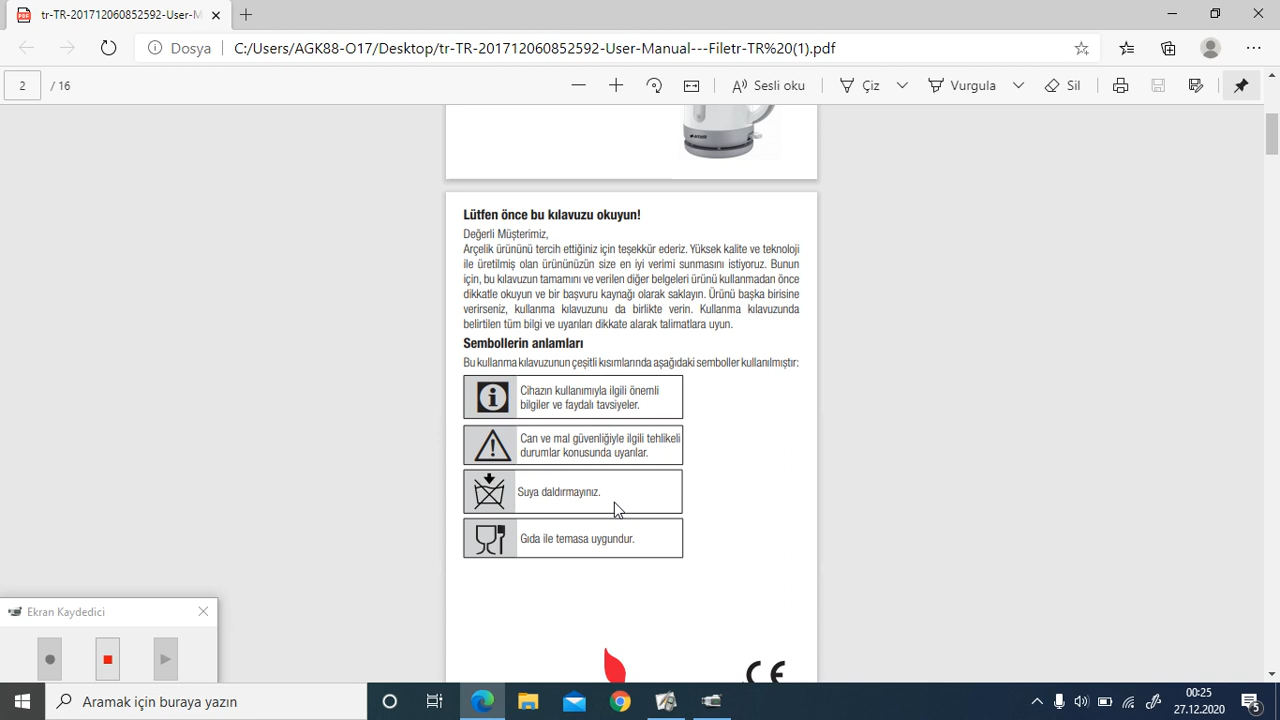 tr-TR-201712060852592-User-M
Dosya
C:/Users/AGK88-O17/Desktop/tr-TR-201712060852592-User-Manual---Filetr-TR%20(1).pdf
2 / 16
Sesli oku
Çiz
Vurgula
Sil
arçelik
Lütfen önce bu kılavuzu okuyun!
Değerli Müşterimiz,
Arçelik ürününü tercih ettiğiniz için teşekkür ederiz. Yüksek kalite ve teknoloji
ile üretilmiş olan ürününüzün size en iyi verimi sunmasını istiyoruz. Bunun
için, bu kılavuzun tamamını ve verilen diğer belgeleri ürünü kullanmadan önce
dikkatle okuyun ve bir başvuru kaynağı olarak saklayın. Ürünü başka birisine
verirseniz, kullanma kılavuzunu da birlikte verin. Kullanma kılavuzunda
belirtilen tüm bilgi ve uyarıları dikkate alarak talimatlara uyun.
Sembollerin anlamları
Bu kullanma kılavuzunun çeşitli kısımlarında aşağıdaki semboller kullanılmıştır:
Cihazın kullanımıyla ilgili önemli
bilgiler ve faydalı tavsiyeler.
Can ve mal güvenliğiyle ilgili tehlikeli
durumlar konusunda uyarılar.
Suya daldırmayınız.
Gıda ile temasa uygundur.
CE
Ekran Kaydedici
Aramak için buraya yazın
00:25
27.12.2020
5